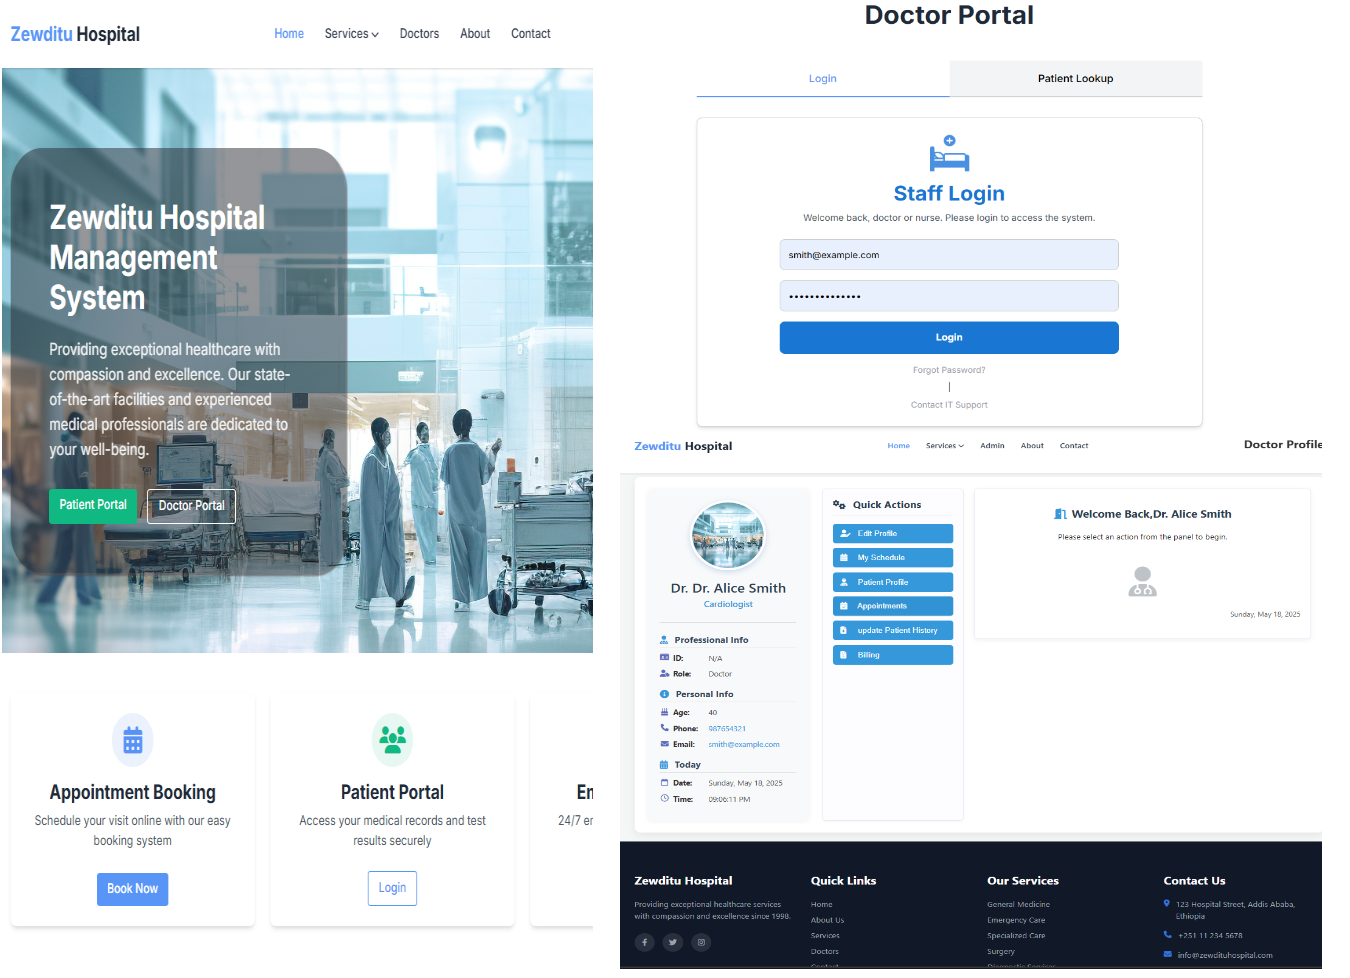 Zewditu Hospital
Home Services Doctors About Contact
Zewditu Hospital
Management
System
Providing exceptional healthcare with
compassion and excellence. Our state-
of-the-art facilities and experienced
medical professionals are dedicated to
your well-being.
Patient Portal Doctor Portal
Appointment Booking
Schedule your visit online with our easy
booking system
Book Now
Patient Portal
Access your medical records and test
results securely
Login
En
24/7 er
Doctor Portal
Login Patient Lookup
Staff Login
Welcome back, doctor or nurse. Please login to access the system.
smith@example.com
••••••••••••••
Login
Forgot Password?
|
Contact IT Support
Zewditu Hospital
Home Services Admin About Contact
Doctor Profile
Dr. Dr. Alice Smith
Cardiologist
Professional Info
ID: N/A
Role: Doctor
Personal Info
Age: 40
Phone: 987654321
Email: smith@example.com
Today
Date: Sunday, May 18, 2025
Time: 09:06:11 PM
Quick Actions
Edit Profile
My Schedule
Patient Profile
Appointments
update Patient History
Billing
Welcome Back,Dr. Alice Smith
Please select an action from the panel to begin.
Sunday, May 18, 2025
Zewditu Hospital
Providing exceptional healthcare services
with compassion and excellence since 1998.
Quick Links
Home
About Us
Services
Doctors
Contact
Our Services
General Medicine
Emergency Care
Specialized Care
Surgery
Diagnostic Services
Contact Us
123 Hospital Street, Addis Ababa,
Ethiopia
+251 11 234 5678
info@zewdituhospital.com